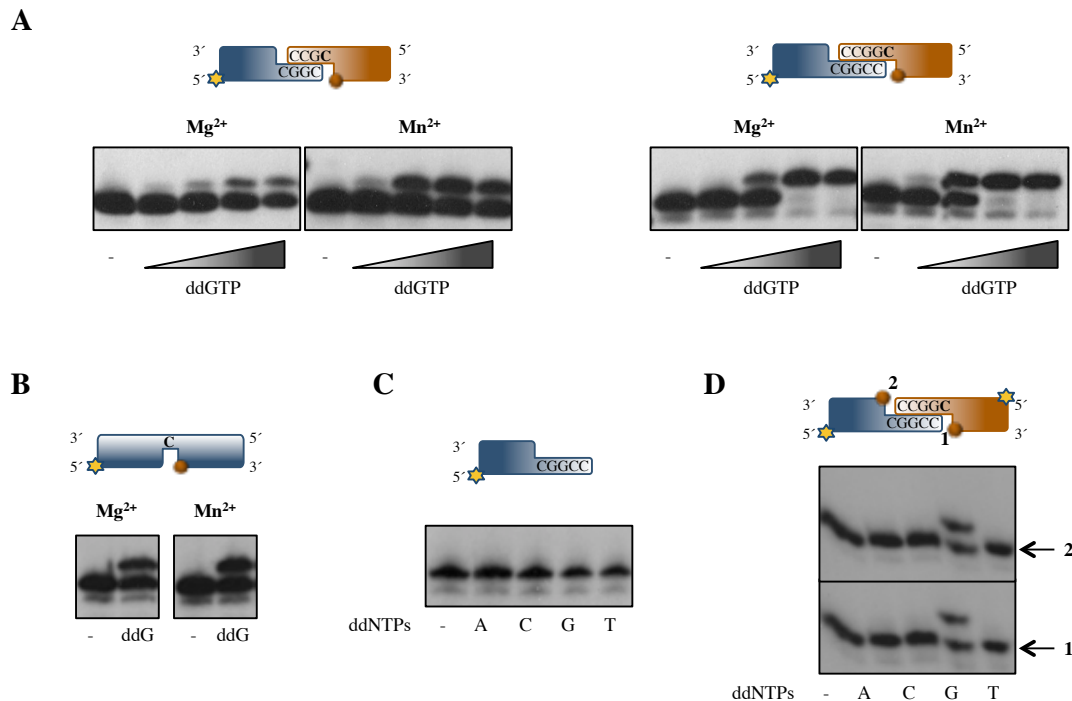 A
3´ CCGC 5´
5´ CGGC 3´
Mg2+ Mn2+
- ddGTP - ddGTP
3´ CCGGC 5´
5´ CGGCC 3´
Mg2+ Mn2+
- ddGTP - ddGTP
B
3´ C 5´
5´ 3´
Mg2+ Mn2+
- ddG - ddG
C
CGGCC
5´
ddNTPs - A C G T
D
2
3´ CCGGC 5´
5´ CGGCC 1 3´
2
1
ddNTPs - A C G T